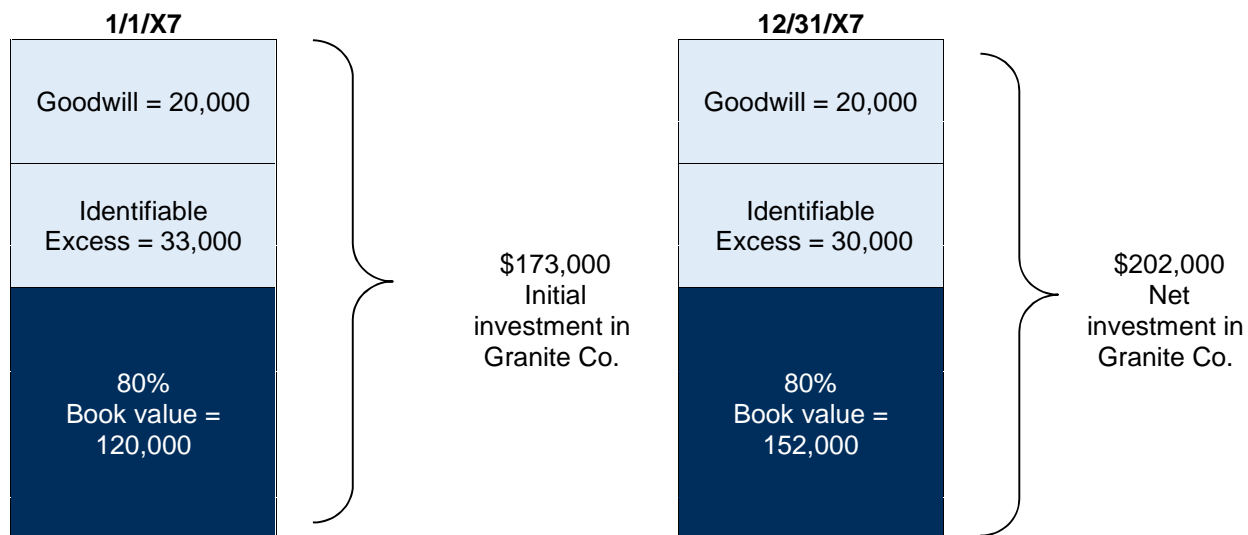 1/1/X7
Goodwill = 20,000
Identifiable
Excess = 33,000
80%
Book value =
120,000
$173,000
Initial
investment in
Granite Co.
12/31/X7
Goodwill = 20,000
Identifiable
Excess = 30,000
80%
Book value =
152,000
$202,000
Net
investment in
Granite Co.